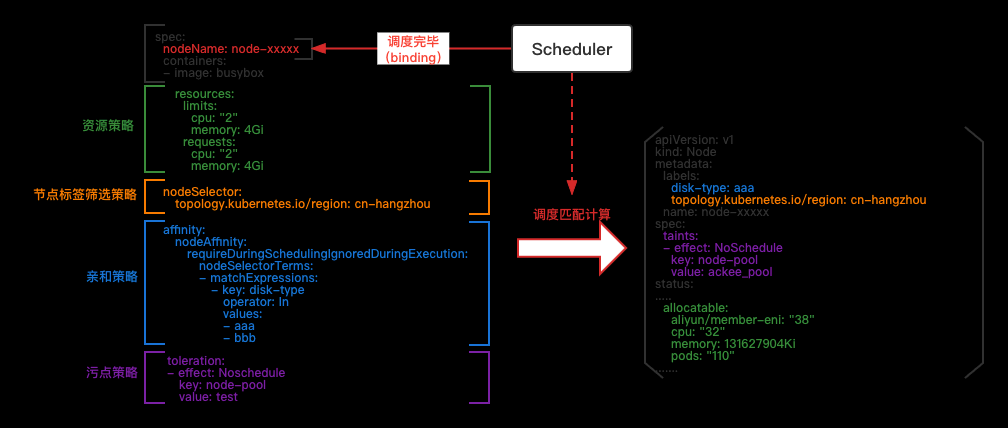 spec:
nodeName: node-xxxxx
containers:
- image: busybox
调度完毕
(binding)
Scheduler
资源策略
resources:
limits:
cpu: "2"
memory: 4Gi
requests:
cpu: "2"
memory: 4Gi
节点标签筛选策略
nodeSelector:
topology.kubernetes.io/region: cn-hangzhou
亲和策略
affinity:
nodeAffinity:
requireDuringSchedulingIgnoredDuringExecution:
nodeSelectorTerms:
- matchExpressions:
- key: disk-type
operator: In
values:
- aaa
- bbb
污点策略
toleration:
- effect: Noschedule
key: node-pool
value: test
调度匹配计算
apiVersion: v1
kind: Node
metadata:
labels:
disk-type: aaa
topology.kubernetes.io/region: cn-hangzhou
name: node-xxxxx
spec:
taints:
- effect: NoSchedule
key: node-pool
value: ackee_pool
status:
.....
allocatable:
aliyun/member-eni: "38"
cpu: "32"
memory: 131627904Ki
pods: "110"
.......